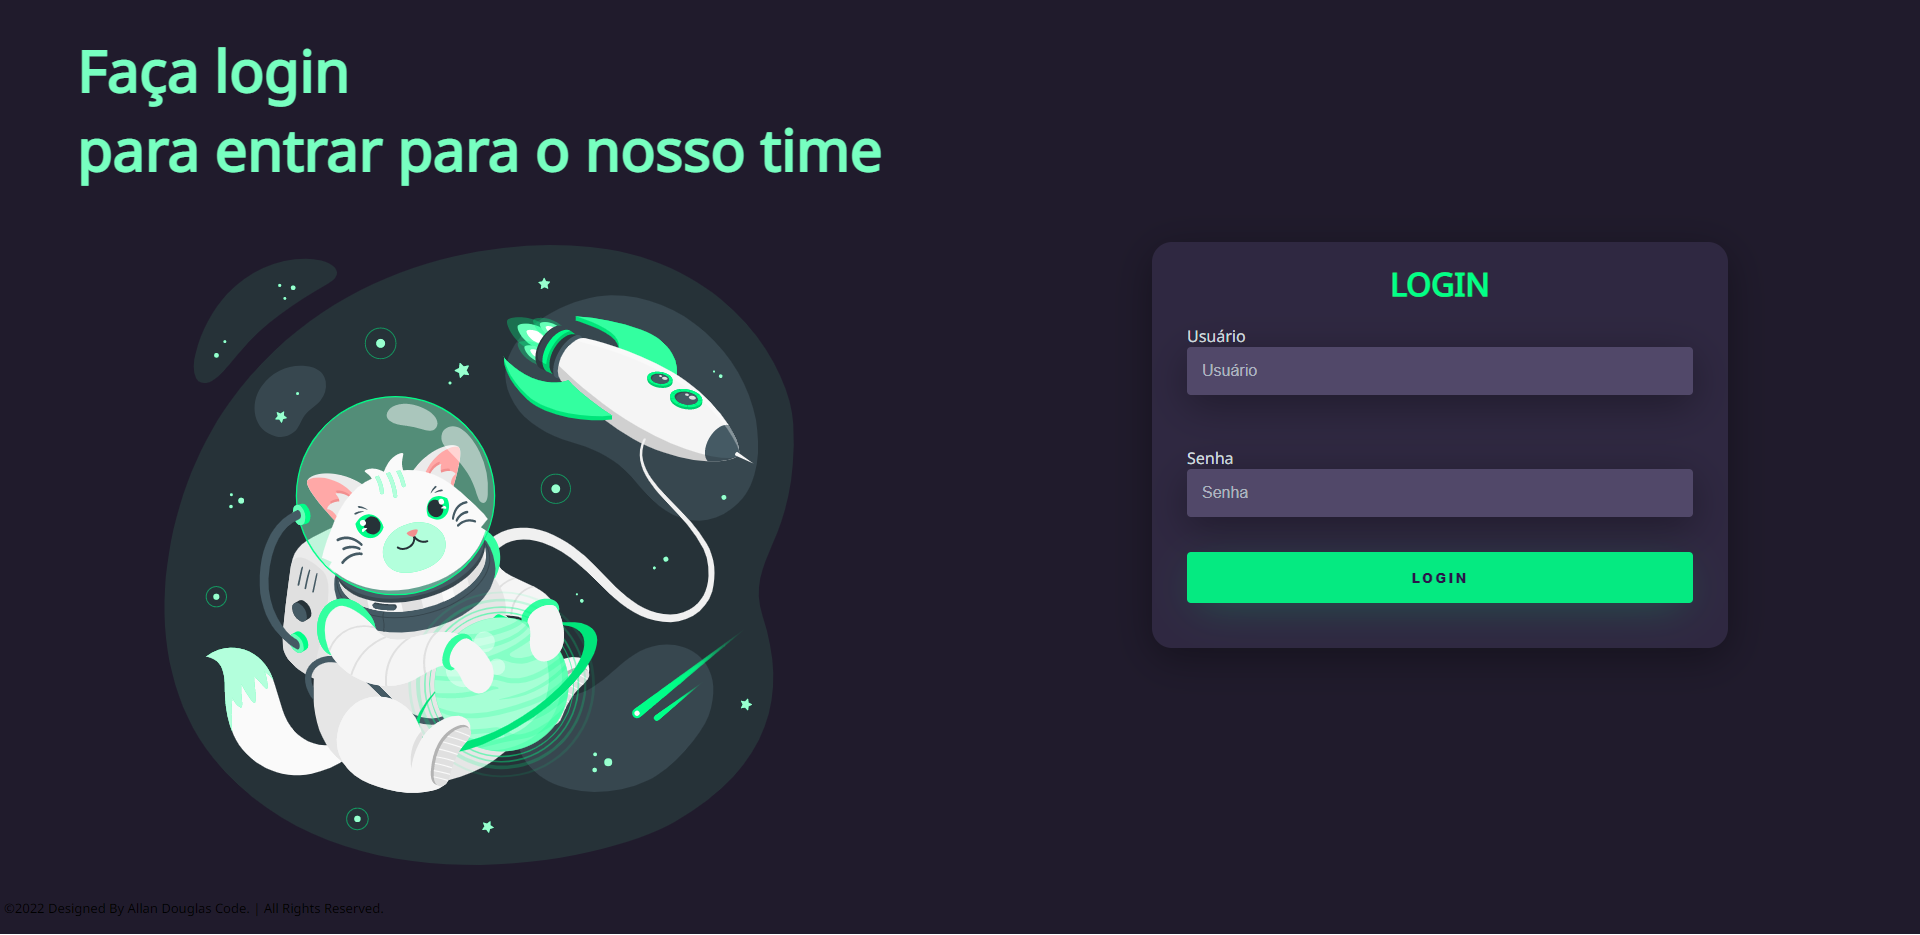 Faça login
para entrar para o nosso time
LOGIN
Usuário
Usuário
Senha
Senha
LOGIN
©2022 Designed By Allan Douglas Code. | All Rights Reserved.